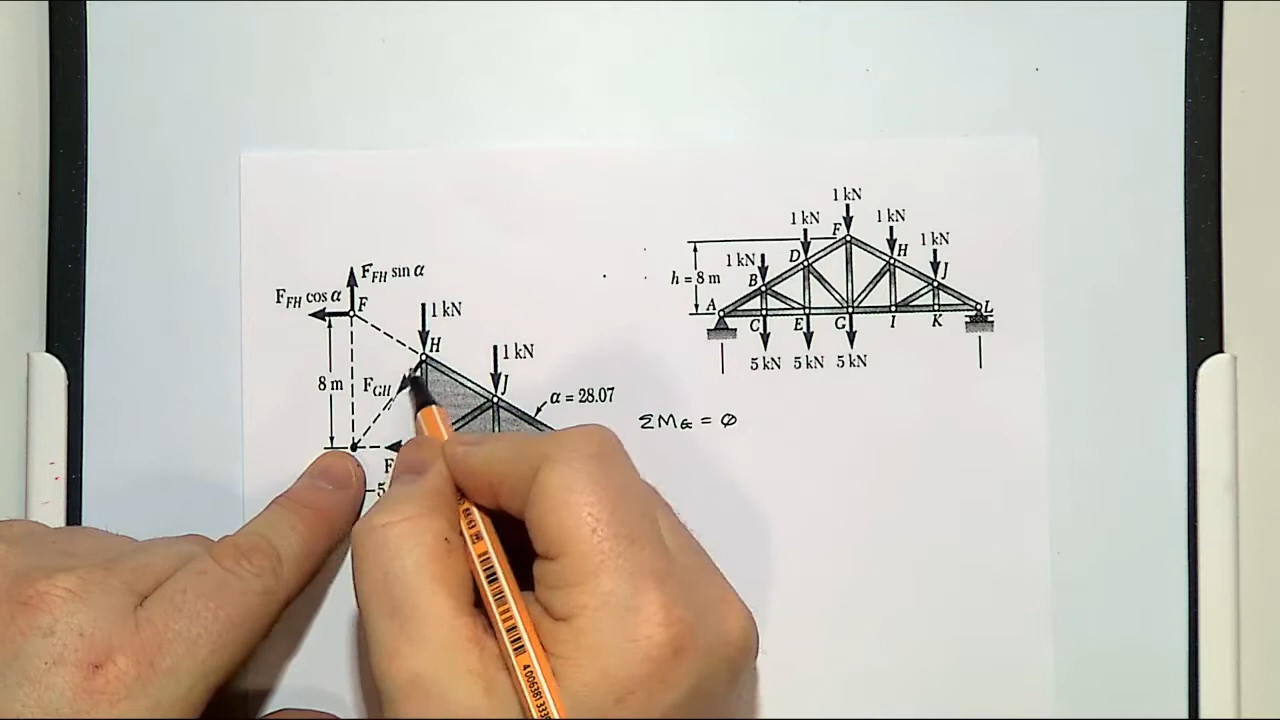 F_FH sin α
F_FH cos α
F
1 kN
H
1 kN
J
8 m
F_GH
α = 28.07
F
5
1 kN
1 kN
1 kN
F
1 kN
D
H
1 kN
h = 8 m
B
J
A
L
C
E
G
I
K
5 kN
5 kN
5 kN
ΣM_G = 0